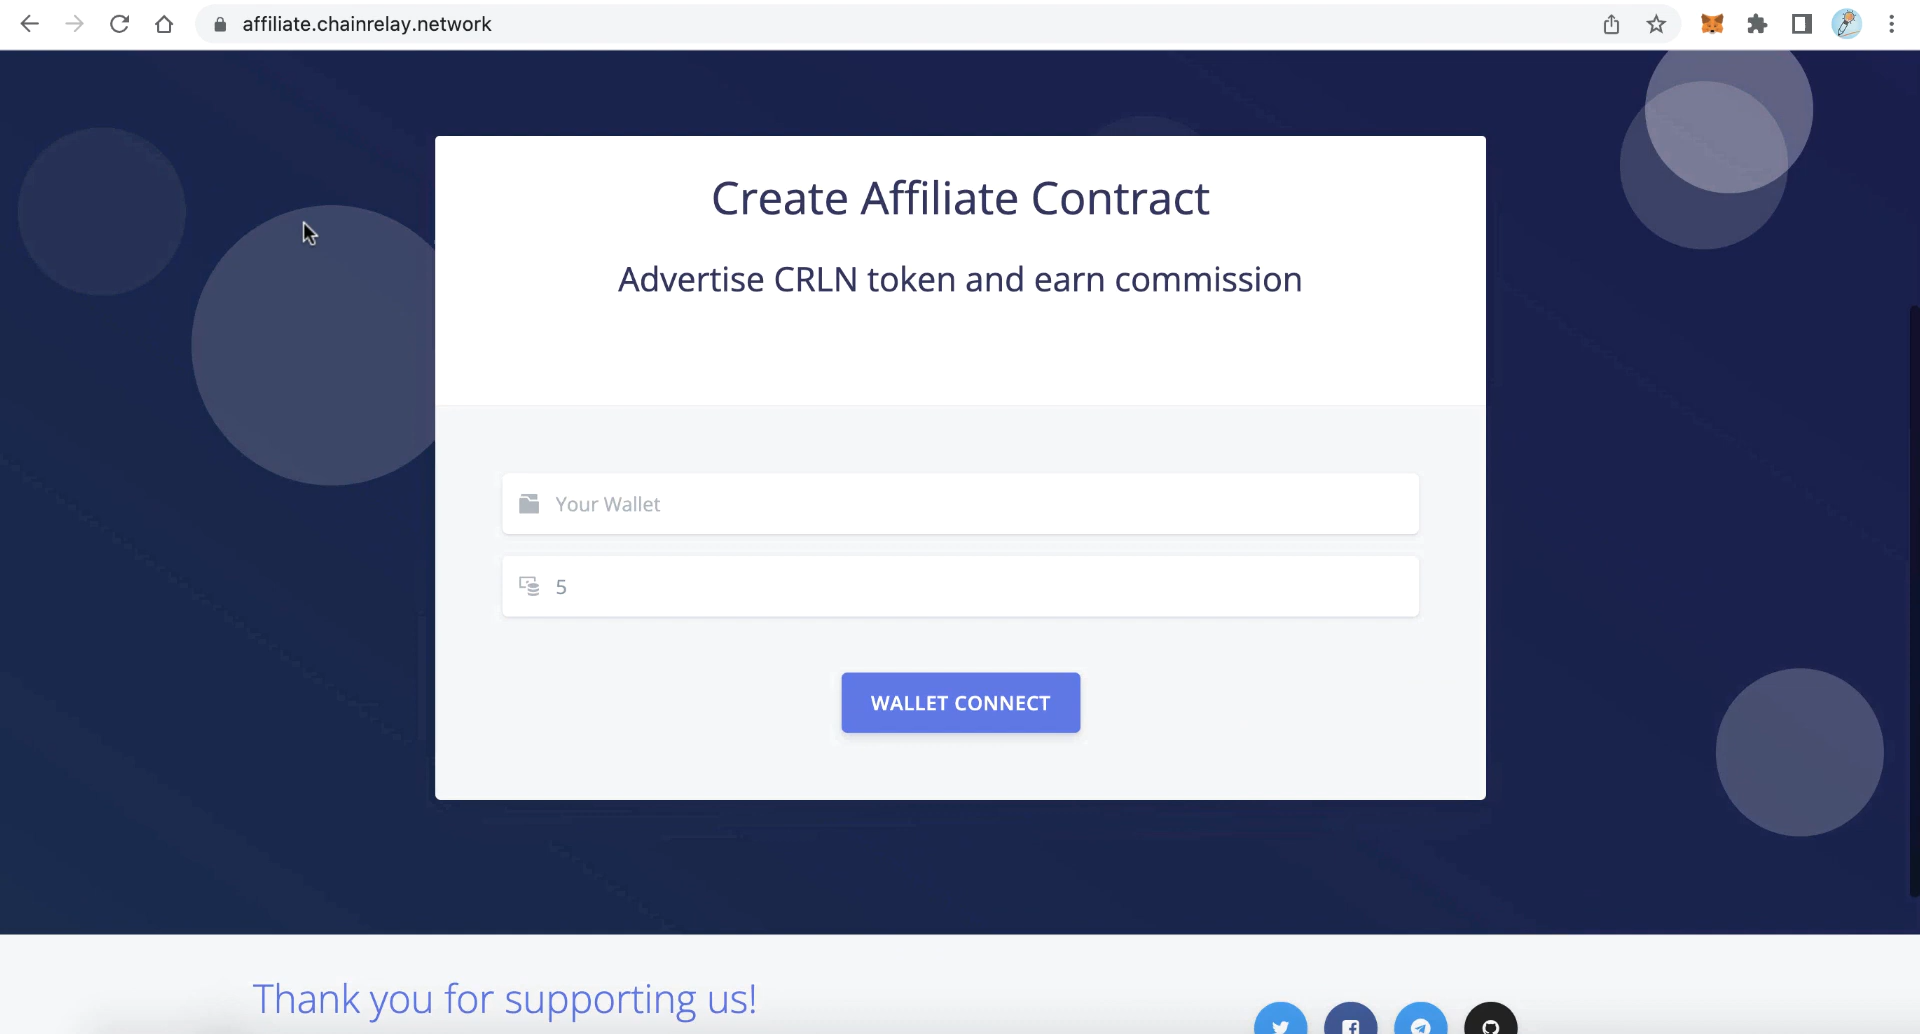 affiliate.chainrelay.network
Create Affiliate Contract
Advertise CRLN token and earn commission
Your Wallet
5
WALLET CONNECT
Thank you for supporting us!